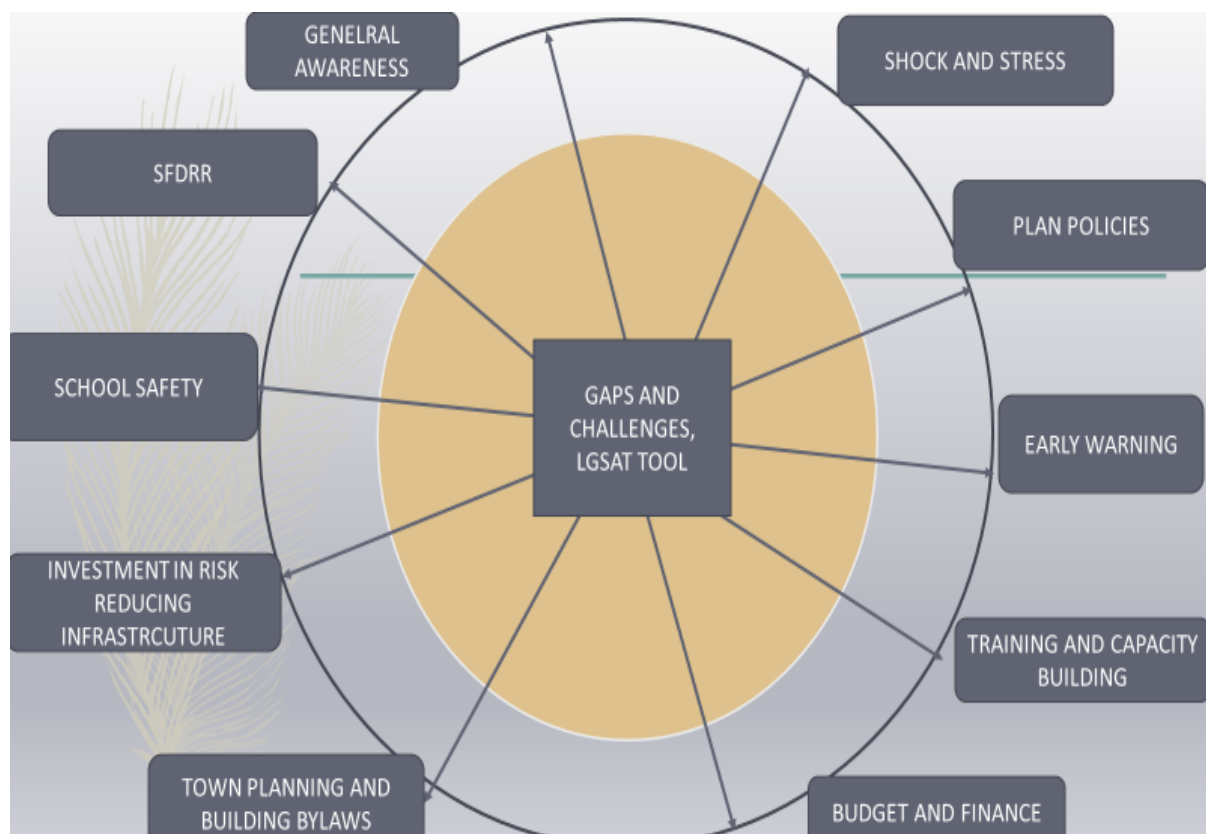 GENELRAL
AWARENESS
SHOCK AND STRESS
SFDRR
PLAN POLICIES
SCHOOL SAFETY
GAPS AND
CHALLENGES,
LGSAT TOOL
EARLY WARNING
INVESTMENT IN RISK
REDUCING
INFRASTRCUTURE
TRAINING AND CAPACITY
BUILDING
TOWN PLANNING AND
BUILDING BYLAWS
BUDGET AND FINANCE